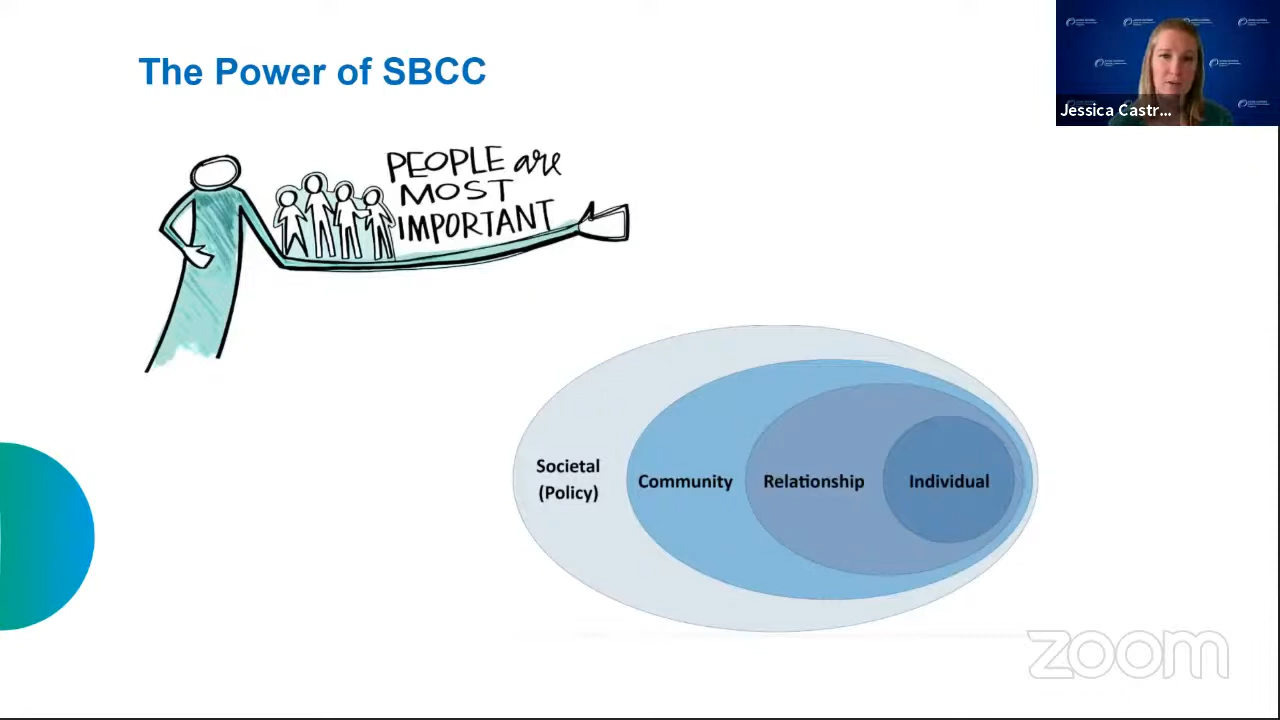 The Power of SBCC
Jessica Castr...
PEOPLE are
MOST
IMPORTANT
Societal
(Policy)
Community
Relationship
Individual
zoom